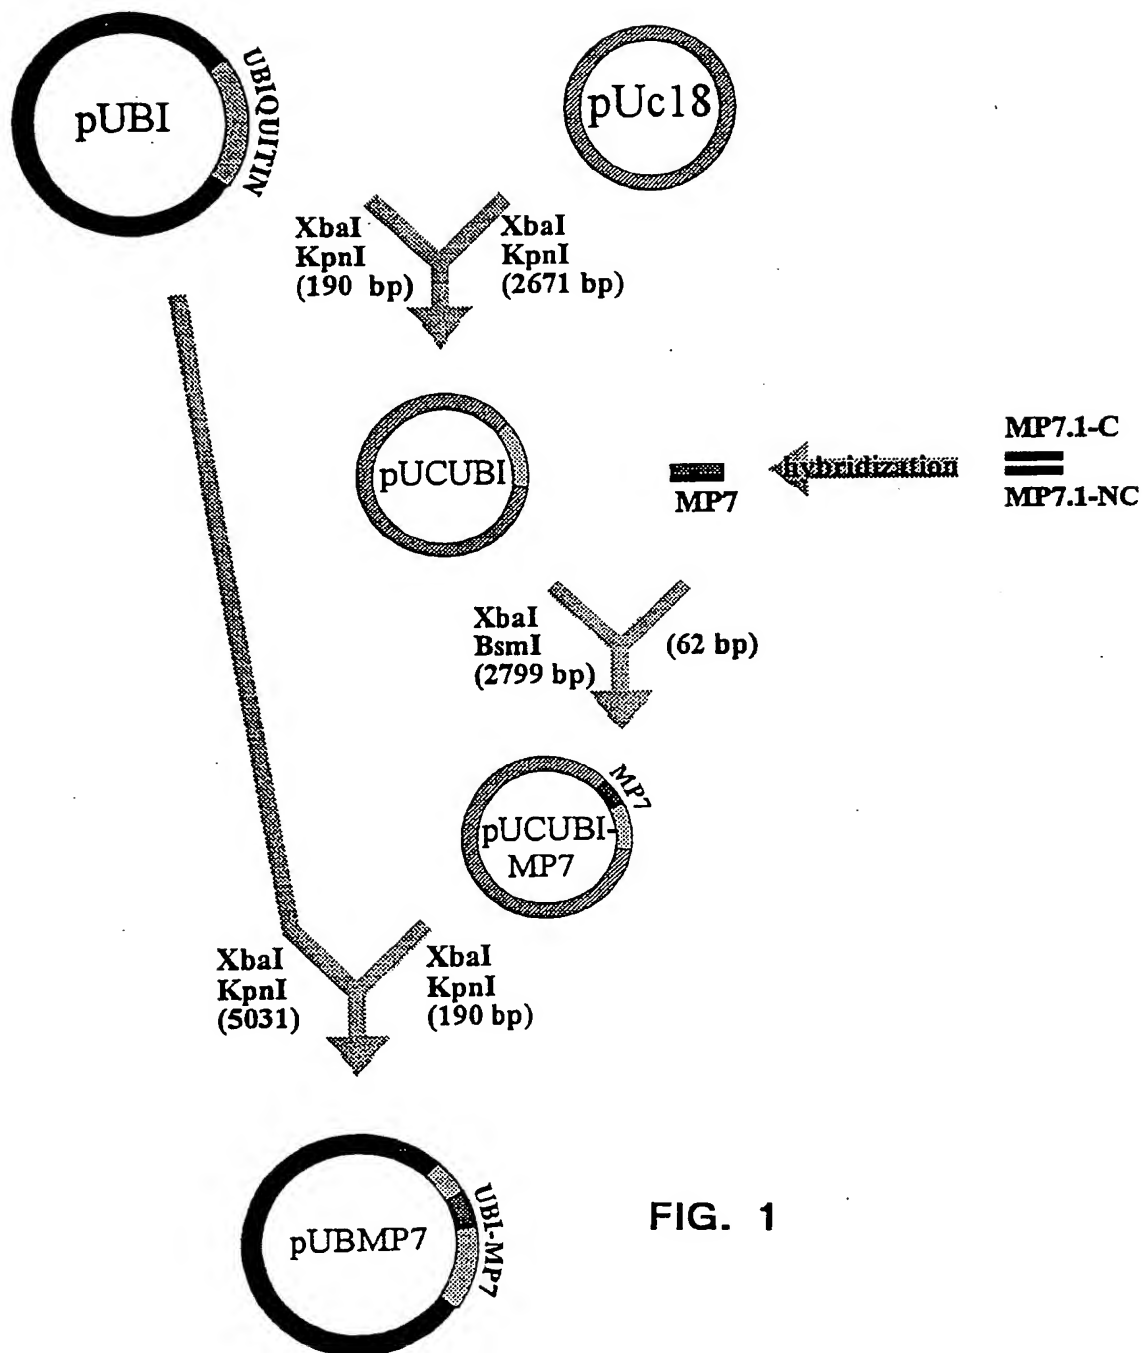 pUBI
UBIQUITIN
pUc18
XbaI
KpnI
(190 bp)
XbaI
KpnI
(2671 bp)
pUCUBI
MP7
hybridization
MP7.1-C
MP7.1-NC
XbaI
BsmI
(2799 bp)
(62 bp)
MP7
pUCUBI-
MP7
XbaI
KpnI
(5031)
XbaI
KpnI
(190 bp)
pUBMP7
UBI-MP7
FIG. 1